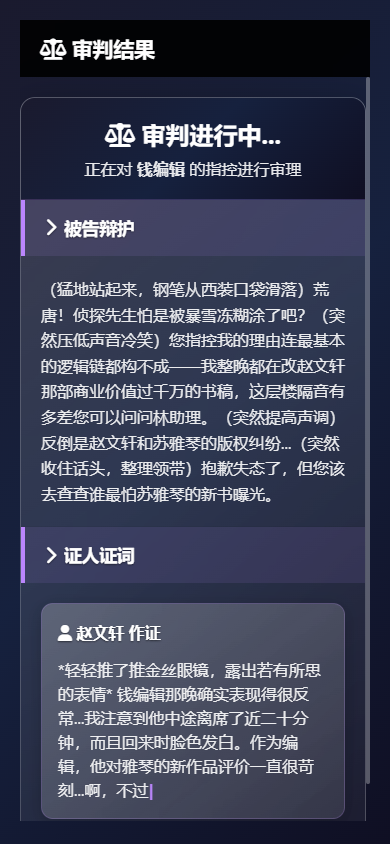 审判结果
审判进行中...
正在对 钱编辑 的指控进行审理
被告辩护
（猛地站起来，钢笔从西装口袋滑落）荒
唐！侦探先生怕是被暴雪冻糊涂了吧？（突
然压低声音冷笑）您指控我的理由连最基本
的逻辑链都构不成——我整晚都在改赵文轩
那部商业价值过千万的书稿，这层楼隔音有
多差您可以问问林助理。（突然提高声调）
反倒是赵文轩和苏雅琴的版权纠纷...（突然
收住话头，整理领带）抱歉失态了，但您该
去查查谁最怕苏雅琴的新书曝光。
证人证词
赵文轩 作证
*轻轻推了推金丝眼镜，露出若有所思
的表情* 钱编辑那晚确实表现得很反
常...我注意到他中途离席了近二十分
钟，而且回来时脸色发白。作为编
辑，他对雅琴的新作品评价一直很苛
刻...啊，不过